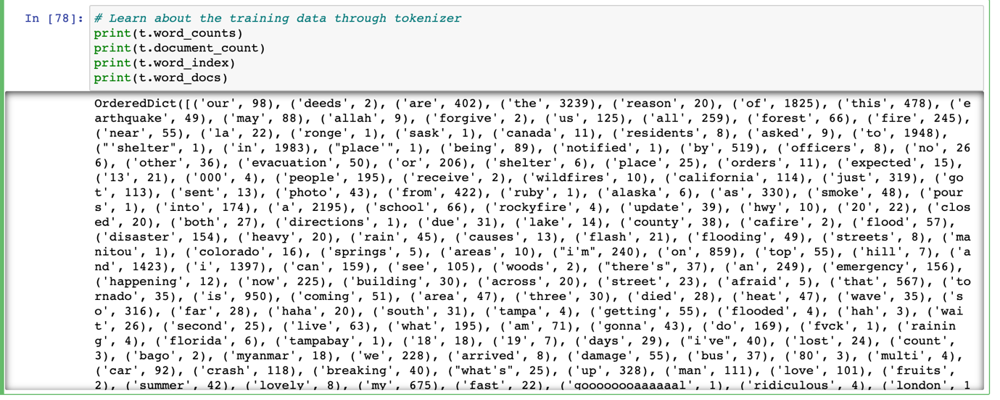 In [78]: # Learn about the training data through tokenizer
print(t.word_counts)
print(t.document_count)
print(t.word_index)
print(t.word_docs)
OrderedDict([('our', 98), ('deeds', 2), ('are', 402), ('the', 3239), ('reason', 20), ('of', 1825), ('this', 478), ('e
arthquake', 49), ('may', 88), ('allah', 9), ('forgive', 2), ('us', 125), ('all', 259), ('forest', 66), ('fire', 245),
('near', 55), ('la', 22), ('ronge', 1), ('sask', 1), ('canada', 11), ('residents', 8), ('asked', 9), ('to', 1948),
("'shelter", 1), ('in', 1983), ("place'", 1), ('being', 89), ('notified', 1), ('by', 519), ('officers', 8), ('no', 26
6), ('other', 36), ('evacuation', 50), ('or', 206), ('shelter', 6), ('place', 25), ('orders', 11), ('expected', 15),
('13', 21), ('000', 4), ('people', 195), ('receive', 2), ('wildfires', 10), ('california', 114), ('just', 319), ('go
t', 113), ('sent', 13), ('photo', 43), ('from', 422), ('ruby', 1), ('alaska', 6), ('as', 330), ('smoke', 48), ('pour
s', 1), ('into', 174), ('a', 2195), ('school', 66), ('rockyfire', 4), ('update', 39), ('hwy', 10), ('20', 22), ('clos
ed', 20), ('both', 27), ('directions', 1), ('due', 31), ('lake', 14), ('county', 38), ('cafire', 2), ('flood', 57),
('disaster', 154), ('heavy', 20), ('rain', 45), ('causes', 13), ('flash', 21), ('flooding', 49), ('streets', 8), ('ma
nitou', 1), ('colorado', 16), ('springs', 5), ('areas', 10), ("i'm", 240), ('on', 859), ('top', 55), ('hill', 7), ('a
nd', 1423), ('i', 1397), ('can', 159), ('see', 105), ('woods', 2), ("there's", 37), ('an', 249), ('emergency', 156),
('happening', 12), ('now', 225), ('building', 30), ('across', 20), ('street', 23), ('afraid', 5), ('that', 567), ('to
rnado', 35), ('is', 950), ('coming', 51), ('area', 47), ('three', 30), ('died', 28), ('heat', 47), ('wave', 35), ('s
o', 316), ('far', 28), ('haha', 20), ('south', 31), ('tampa', 4), ('getting', 55), ('flooded', 4), ('hah', 3), ('wai
t', 26), ('second', 25), ('live', 63), ('what', 195), ('am', 71), ('gonna', 43), ('do', 169), ('fvck', 1), ('rainin
g', 4), ('florida', 6), ('tampabay', 1), ('18', 18), ('19', 7), ('days', 29), ("i've", 40), ('lost', 24), ('count',
3), ('bago', 2), ('myanmar', 18), ('we', 228), ('arrived', 8), ('damage', 55), ('bus', 37), ('80', 3), ('multi', 4),
('car', 92), ('crash', 118), ('breaking', 40), ("what's", 25), ('up', 328), ('man', 111), ('love', 101), ('fruits',
2), ('summer', 42), ('lovely', 8), ('my', 675), ('fast', 22), ('goooooooaaaaaal', 1), ('ridiculous', 4), ('london', 1